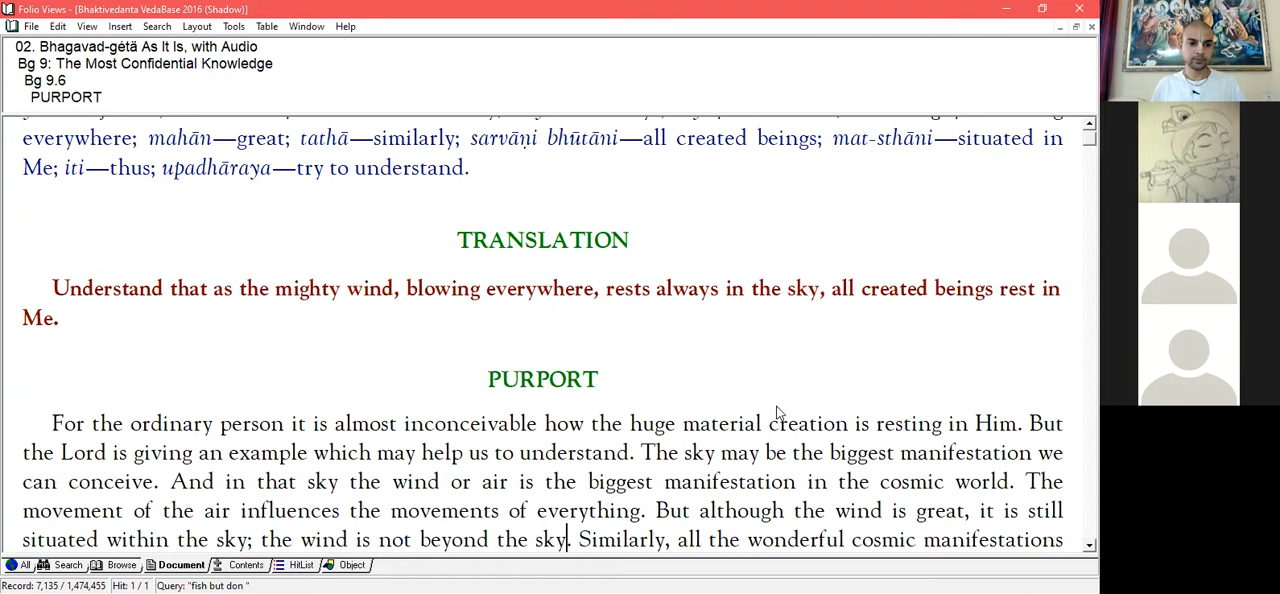 Folio Views - [Bhaktivedanta VedaBase 2016 (Shadow)]
File Edit View Insert Search Layout Tools Table Window Help
02. Bhagavad-gétä As It Is, with Audio
Bg 9: The Most Confidential Knowledge
Bg 9.6
PURPORT
everywhere; mahān—great; tathā—similarly; sarvāṇi bhūtāni—all created beings; mat-sthāni—situated in
Me; iti—thus; upadhāraya—try to understand.
TRANSLATION
Understand that as the mighty wind, blowing everywhere, rests always in the sky, all created beings rest in
Me.
PURPORT
For the ordinary person it is almost inconceivable how the huge material creation is resting in Him. But
the Lord is giving an example which may help us to understand. The sky may be the biggest manifestation we
can conceive. And in that sky the wind or air is the biggest manifestation in the cosmic world. The
movement of the air influences the movements of everything. But although the wind is great, it is still
situated within the sky; the wind is not beyond the sky. Similarly, all the wonderful cosmic manifestations
All Search Browse Document Contents HitList Object
Record: 7,135 / 1,474,455 Hit: 1 / 1 Query: "fish but don "